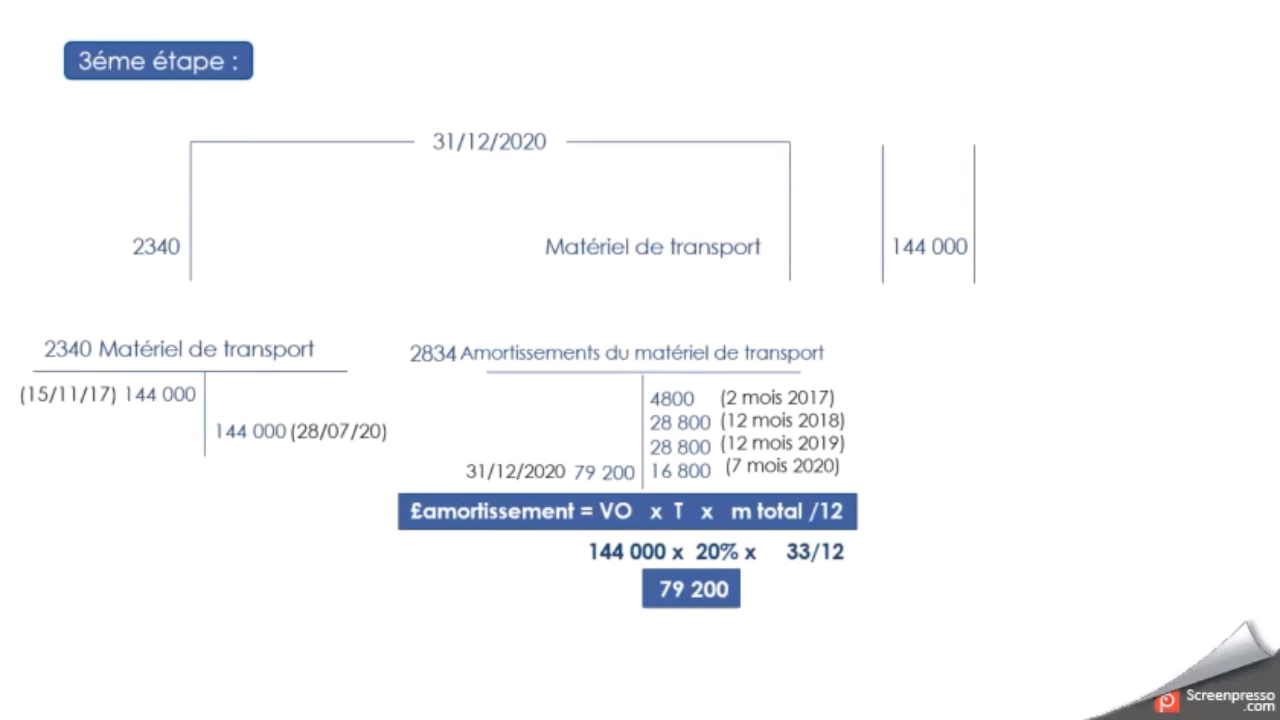 3éme étape :
31/12/2020
2340 Matériel de transport 144 000
2340 Matériel de transport
(15/11/17) 144 000
144 000 (28/07/20)
2834 Amortissements du matériel de transport
4800 (2 mois 2017)
28 800 (12 mois 2018)
28 800 (12 mois 2019)
31/12/2020 79 200 16 800 (7 mois 2020)
£amortissement = VO x T x m total /12
144 000 x 20% x 33/12
79 200
Screenpresso
.com